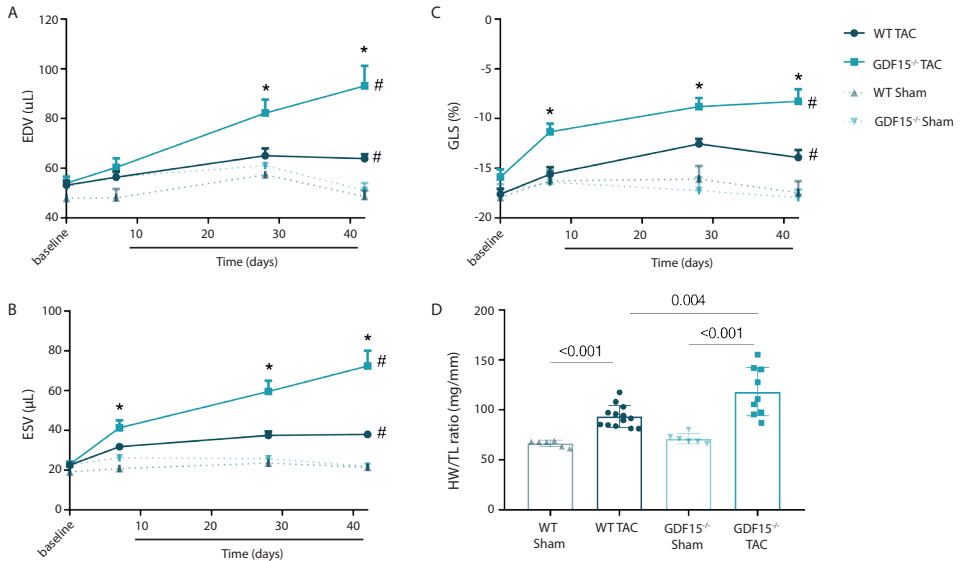 A
120
100
80
60
40
EDV (µL)
*
*
#
#
baseline
10
20
30
40
Time (days)
C
-0
-5
-10
-15
-20
GLS (%)
*
*
*
#
#
baseline
10
20
30
40
Time (days)
WT TAC
GDF15⁻/⁻ TAC
WT Sham
GDF15⁻/⁻ Sham
B
100
80
60
40
20
0
ESV (µL)
*
*
*
#
#
baseline
10
20
30
40
Time (days)
D
200
150
100
50
0
HW/TL ratio (mg/mm)
0.004
<0.001
<0.001
WT
Sham
WT TAC
GDF15⁻/⁻
Sham
GDF15⁻/⁻
TAC